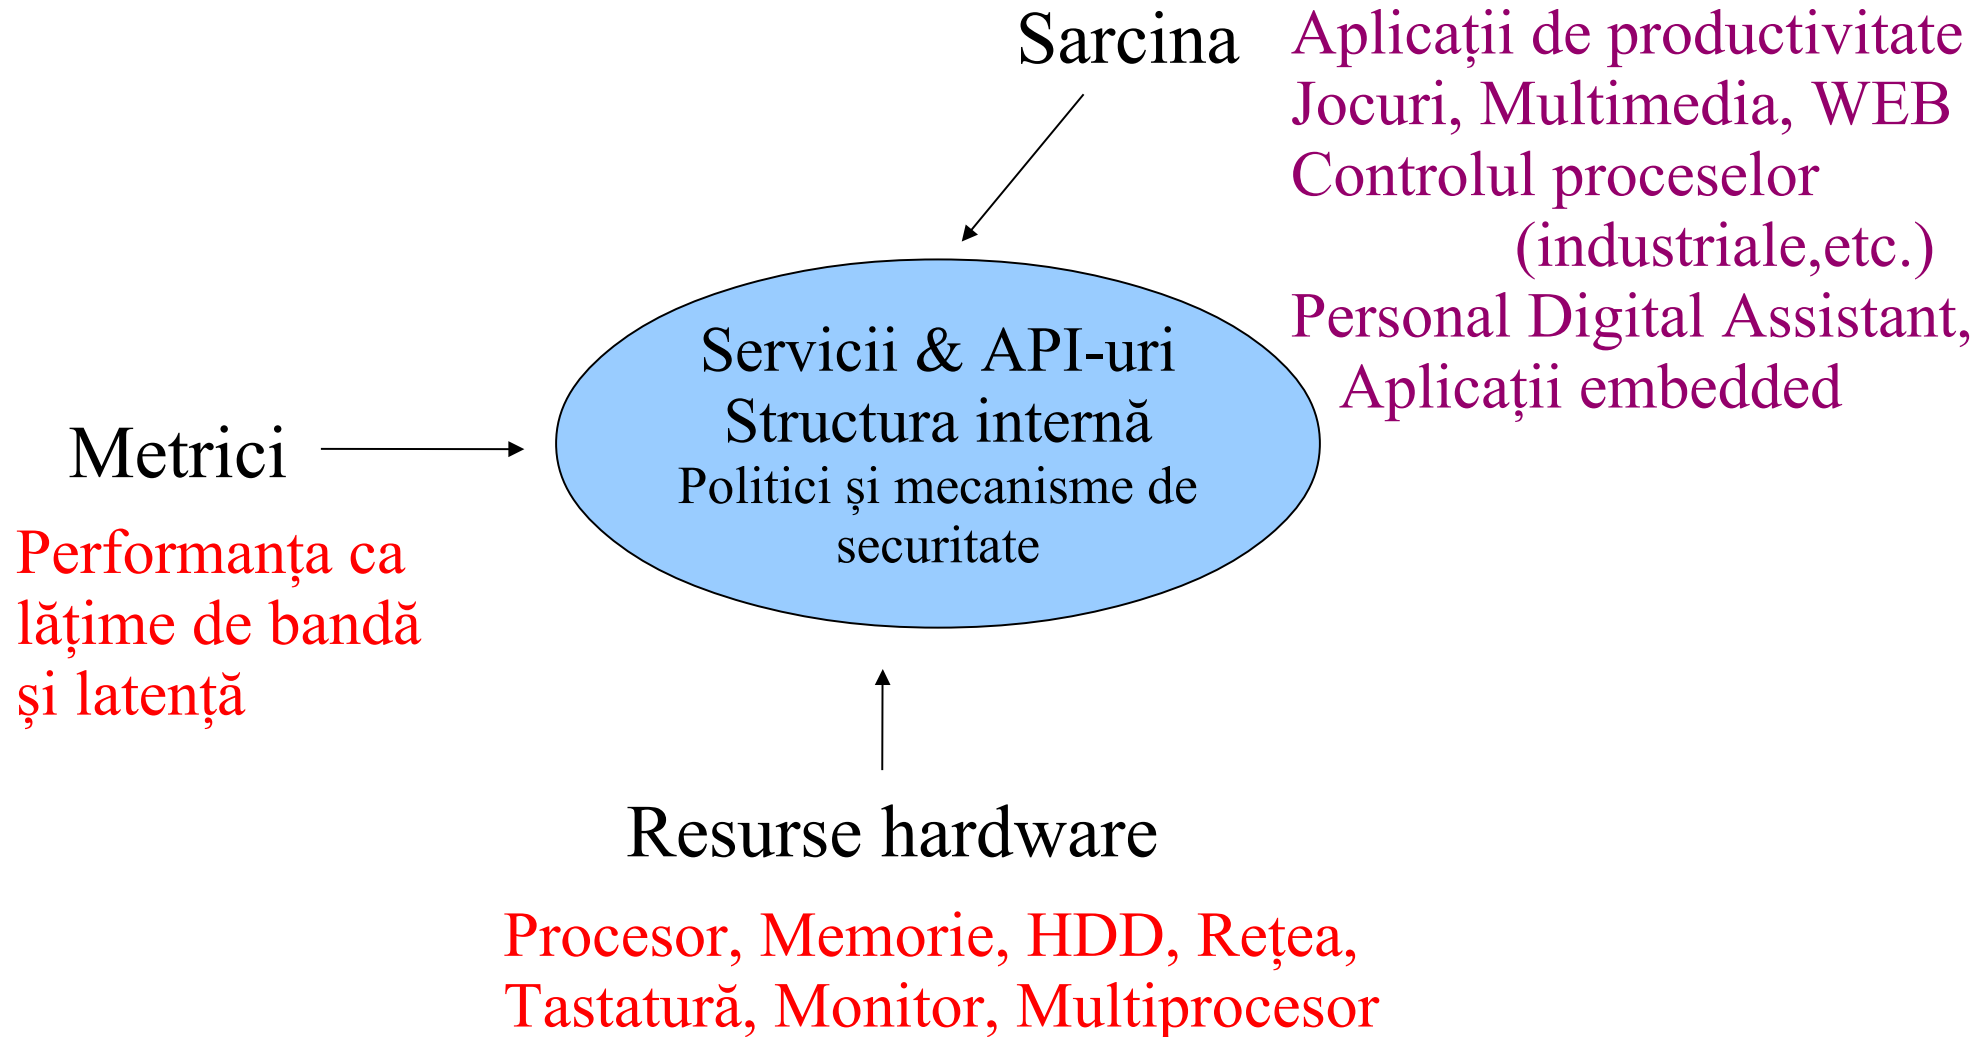 Sarcina
Aplicații de productivitate
Jocuri, Multimedia, WEB
Controlul proceselor
(industriale,etc.)
Personal Digital Assistant,
Aplicații embedded
Servicii & API-uri
Structura internă
Politici și mecanisme de
securitate
Metrici
Performanța ca
lățime de bandă
și latență
Resurse hardware
Procesor, Memorie, HDD, Rețea,
Tastatură, Monitor, Multiprocesor